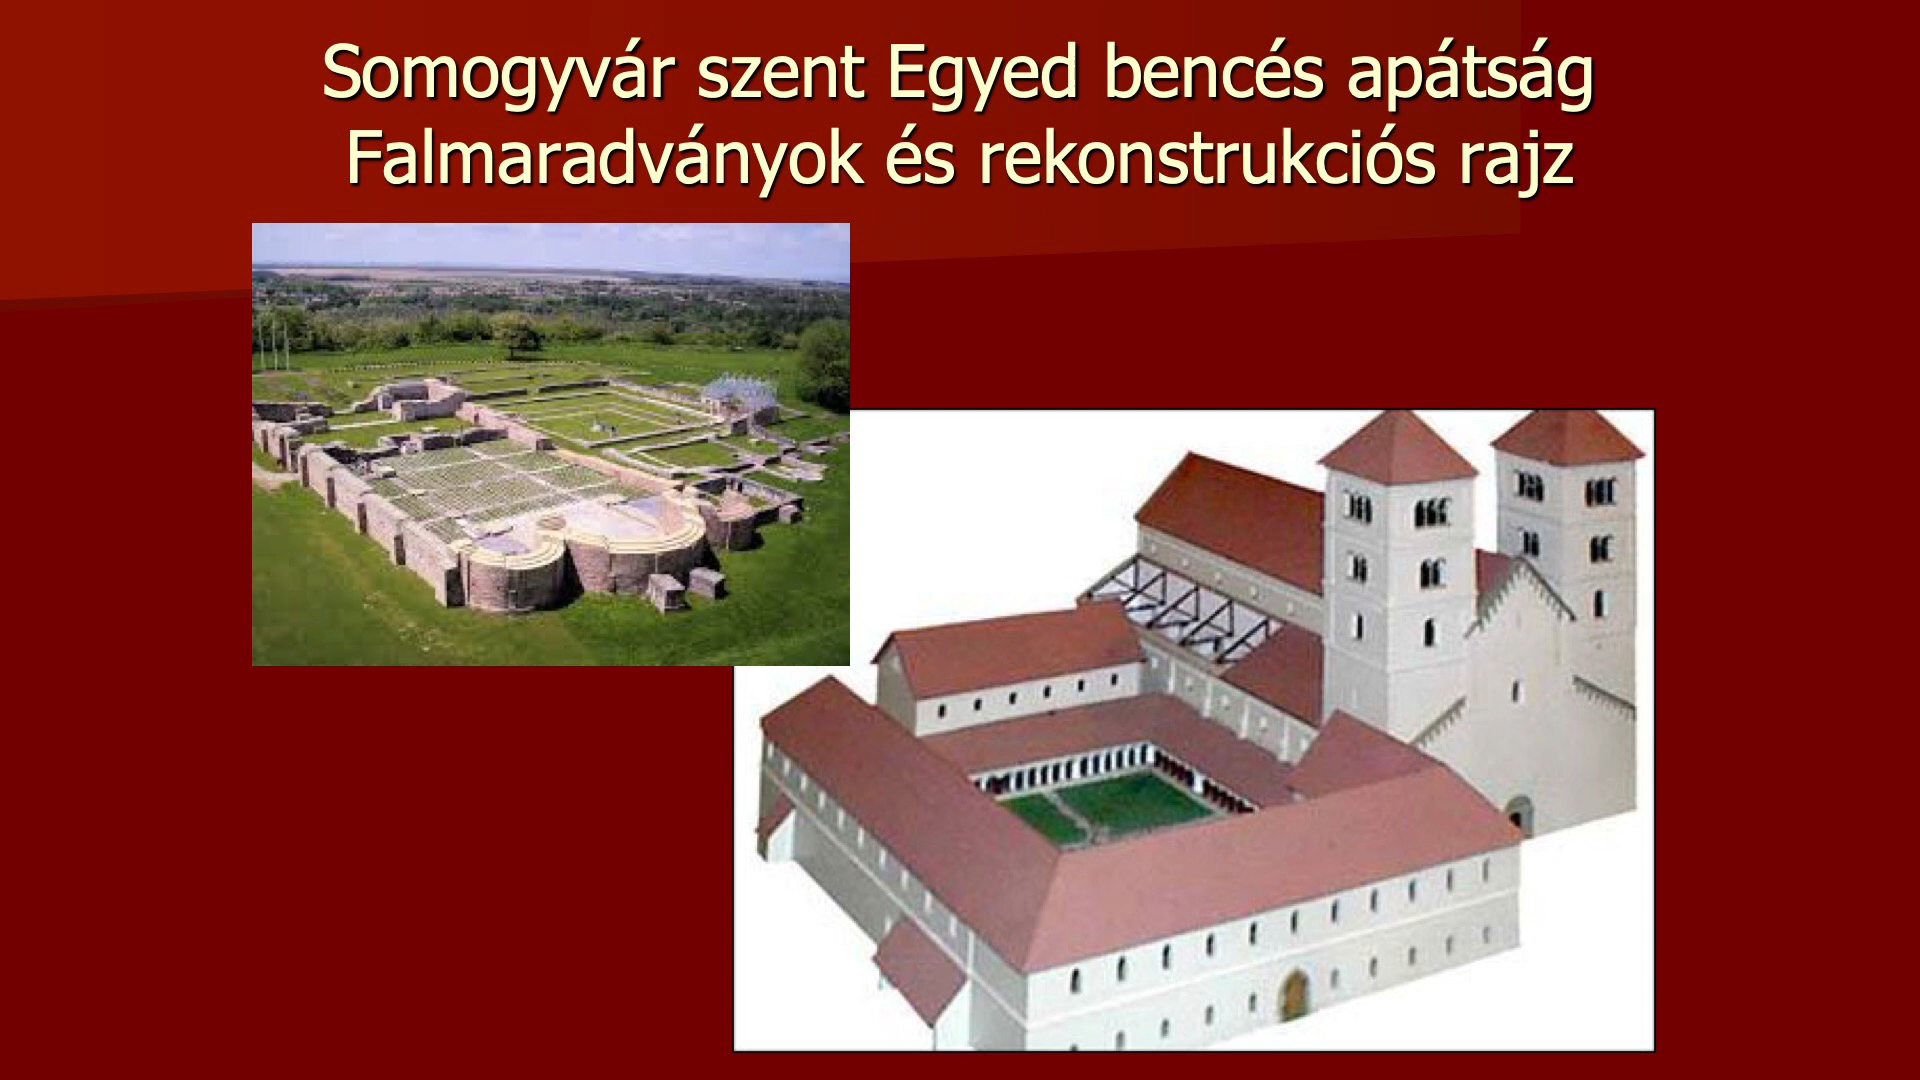 Somogyvár szent Egyed bencés apátság
Falmaradványok és rekonstrukciós rajz